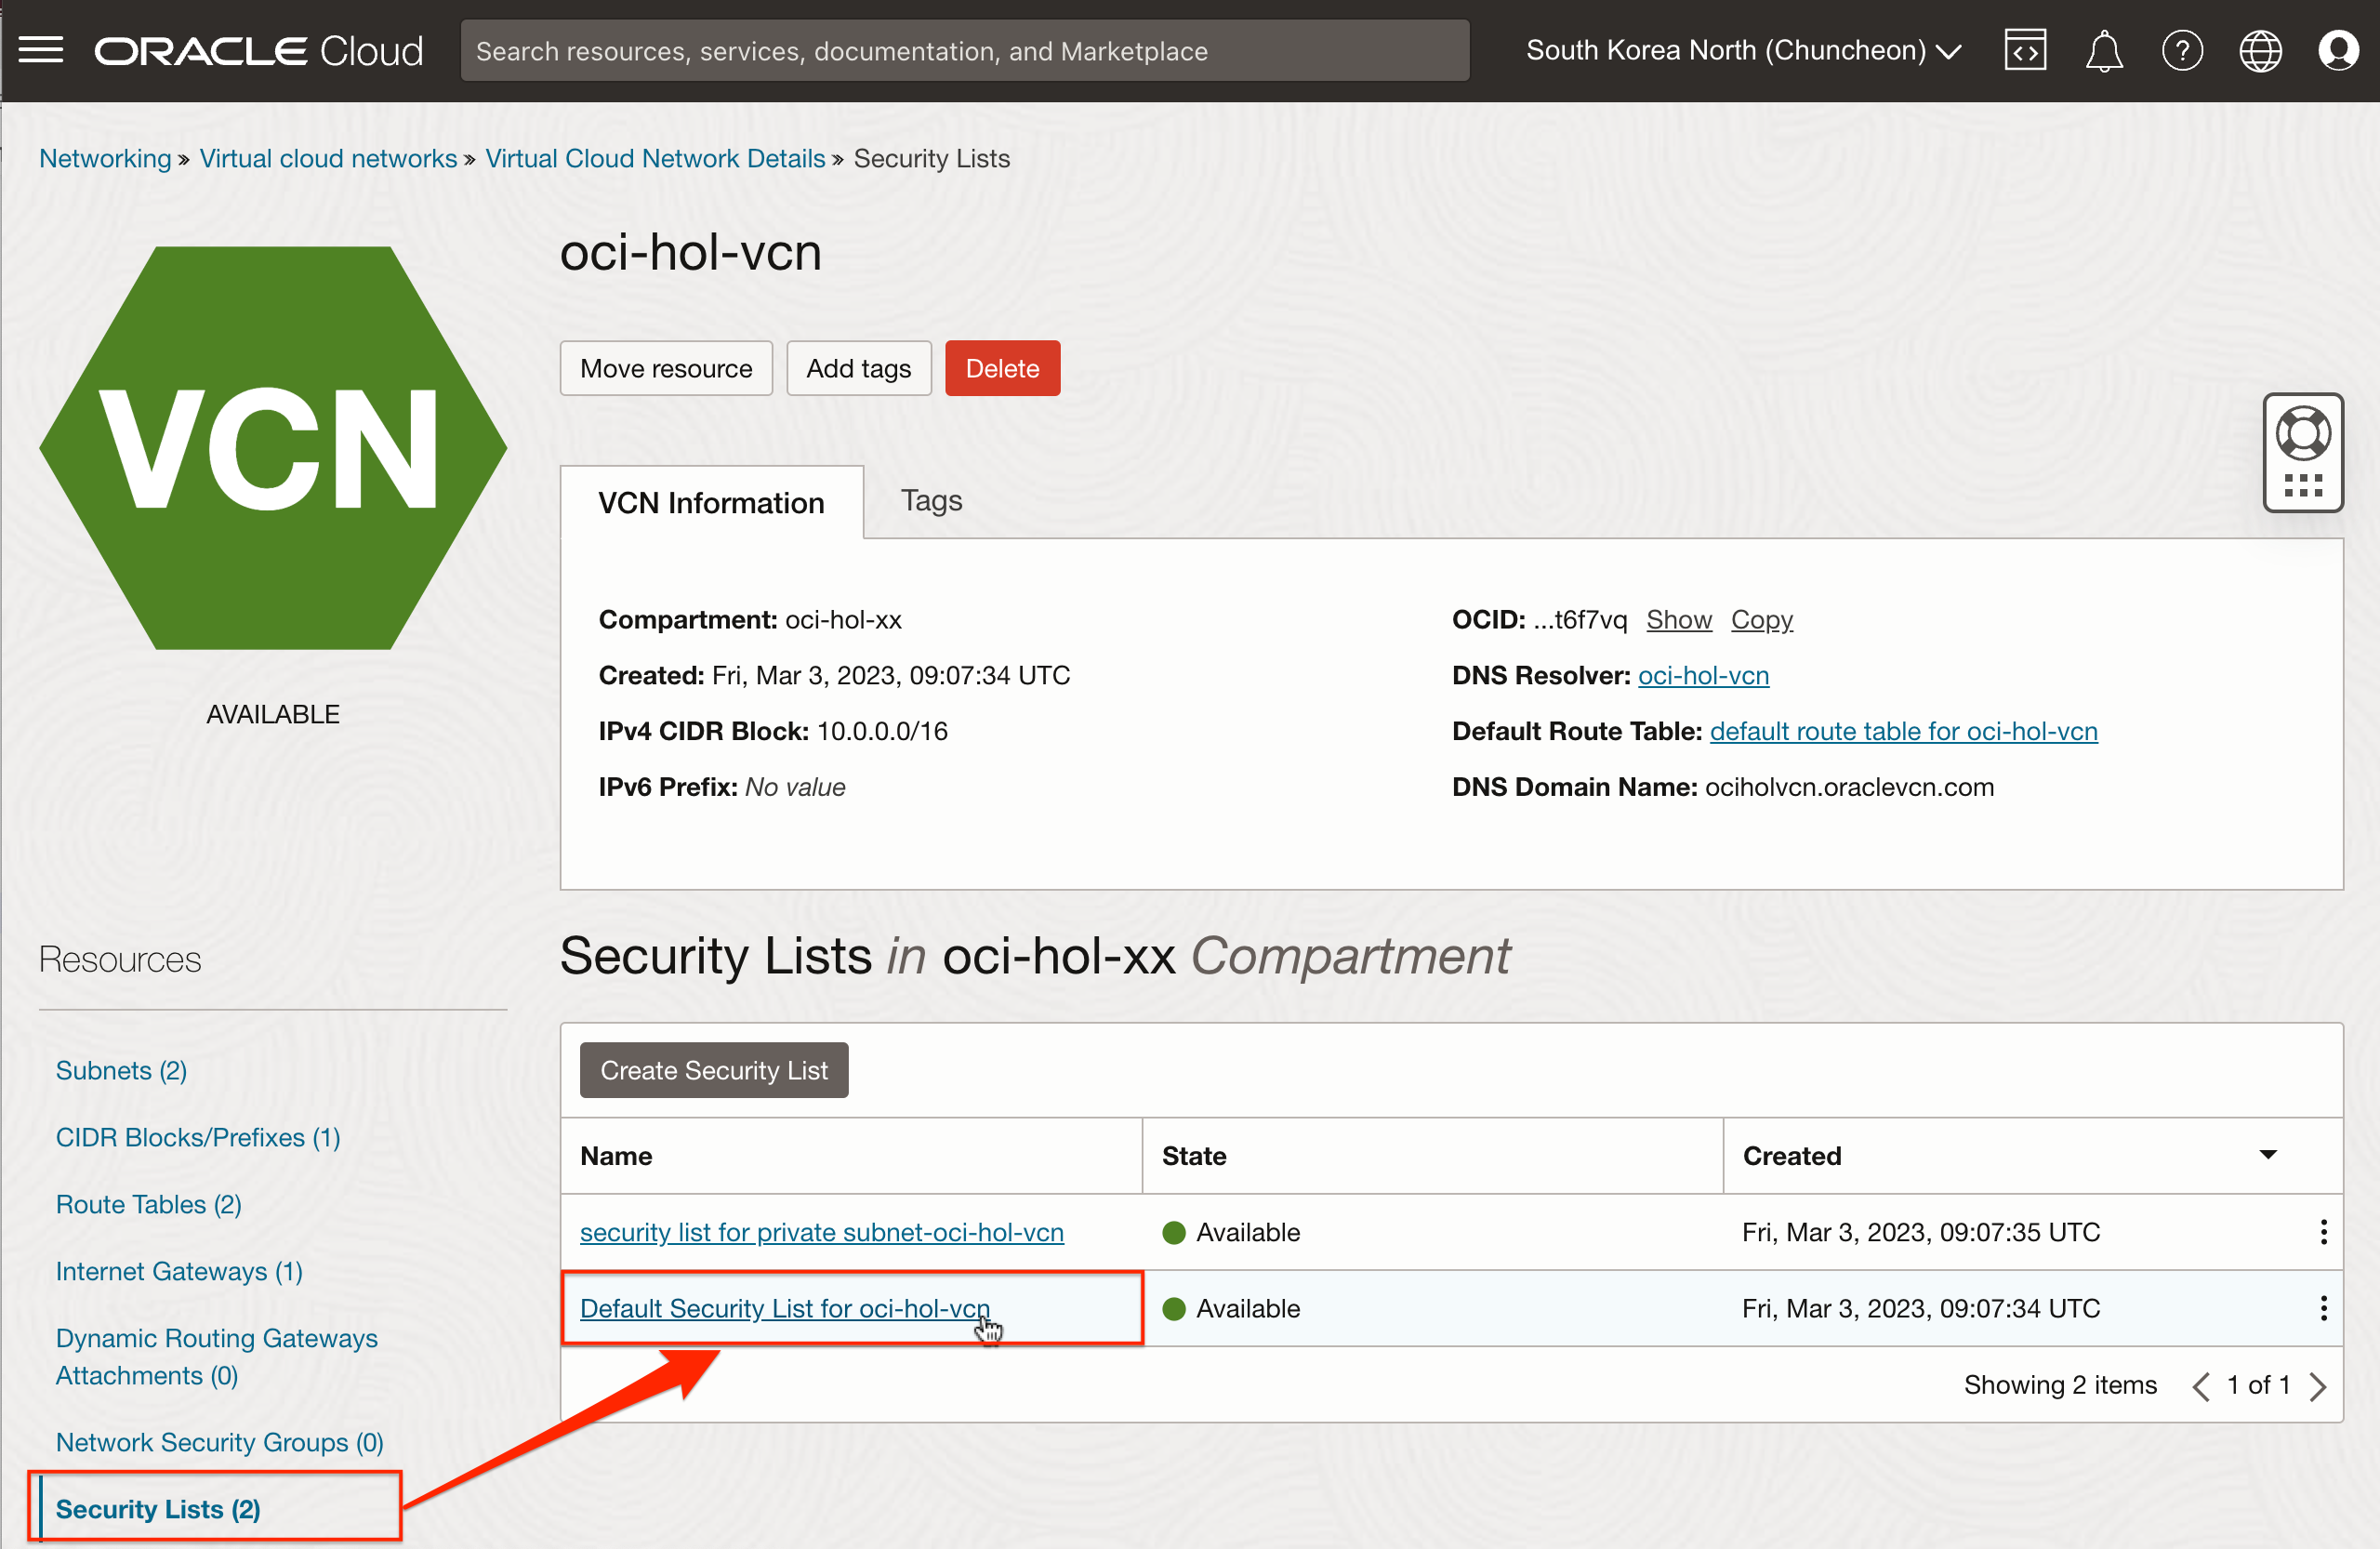 ORACLE Cloud
Search resources, services, documentation, and Marketplace
South Korea North (Chuncheon)
Networking » Virtual cloud networks » Virtual Cloud Network Details » Security Lists
VCN
AVAILABLE
oci-hol-vcn
Move resource
Add tags
Delete
VCN Information
Tags
Compartment: oci-hol-xx
Created: Fri, Mar 3, 2023, 09:07:34 UTC
IPv4 CIDR Block: 10.0.0.0/16
IPv6 Prefix: No value
OCID: ...t6f7vq Show Copy
DNS Resolver: oci-hol-vcn
Default Route Table: default route table for oci-hol-vcn
DNS Domain Name: ociholvcn.oraclevcn.com
Resources
Subnets (2)
CIDR Blocks/Prefixes (1)
Route Tables (2)
Internet Gateways (1)
Dynamic Routing Gateways
Attachments (0)
Network Security Groups (0)
Security Lists (2)
Security Lists in oci-hol-xx Compartment
Create Security List
Name State Created
security list for private subnet-oci-hol-vcn Available Fri, Mar 3, 2023, 09:07:35 UTC
Default Security List for oci-hol-vcn Available Fri, Mar 3, 2023, 09:07:34 UTC
Showing 2 items 1 of 1